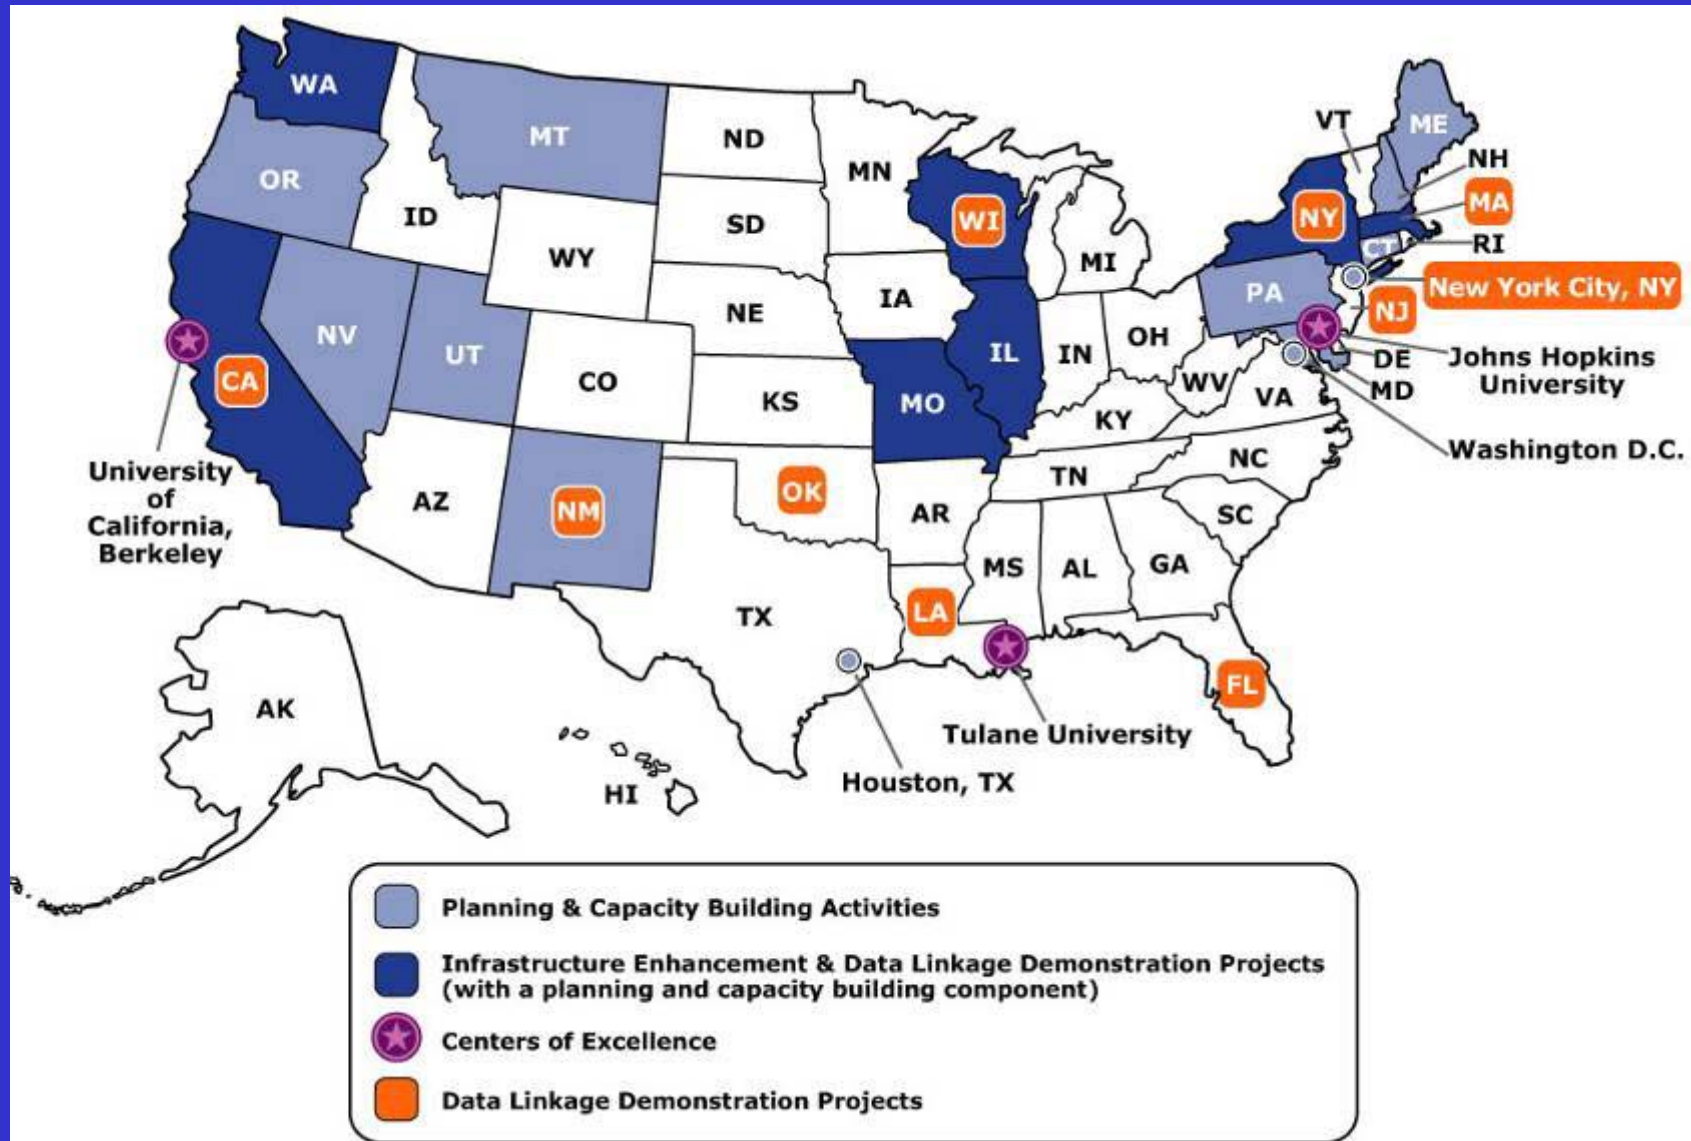 WA
MT
ND
MN
VT
ME
OR
ID
SD
WI
NY
NH
MA
WY
MI
CT
RI
NV
UT
NE
IA
PA
New York City, NY
NJ
CA
CO
KS
MO
IL
IN
OH
WV
VA
DE
MD
Johns Hopkins
University
KY
Washington D.C.
University
of
California,
Berkeley
AZ
NM
OK
AR
TN
NC
SC
TX
LA
MS
AL
GA
FL
AK
HI
Houston, TX
Tulane University
Planning & Capacity Building Activities
Infrastructure Enhancement & Data Linkage Demonstration Projects
(with a planning and capacity building component)
Centers of Excellence
Data Linkage Demonstration Projects